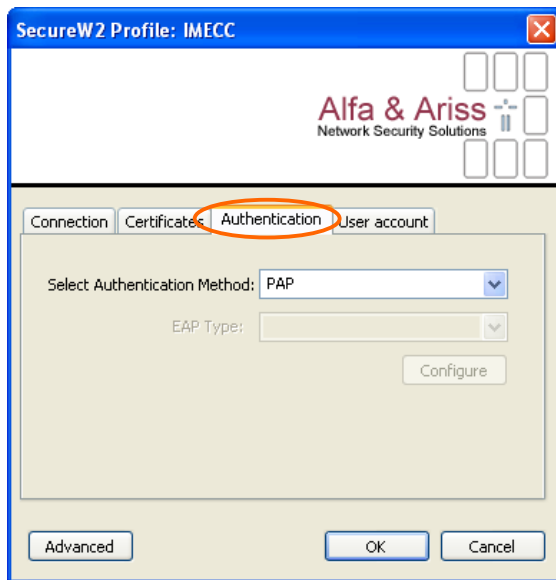 SecureW2 Profile: IMECC
Alfa & Ariss
Network Security Solutions
Connection Certificates Authentication User account
Select Authentication Method: PAP
EAP Type:
Configure
Advanced OK Cancel